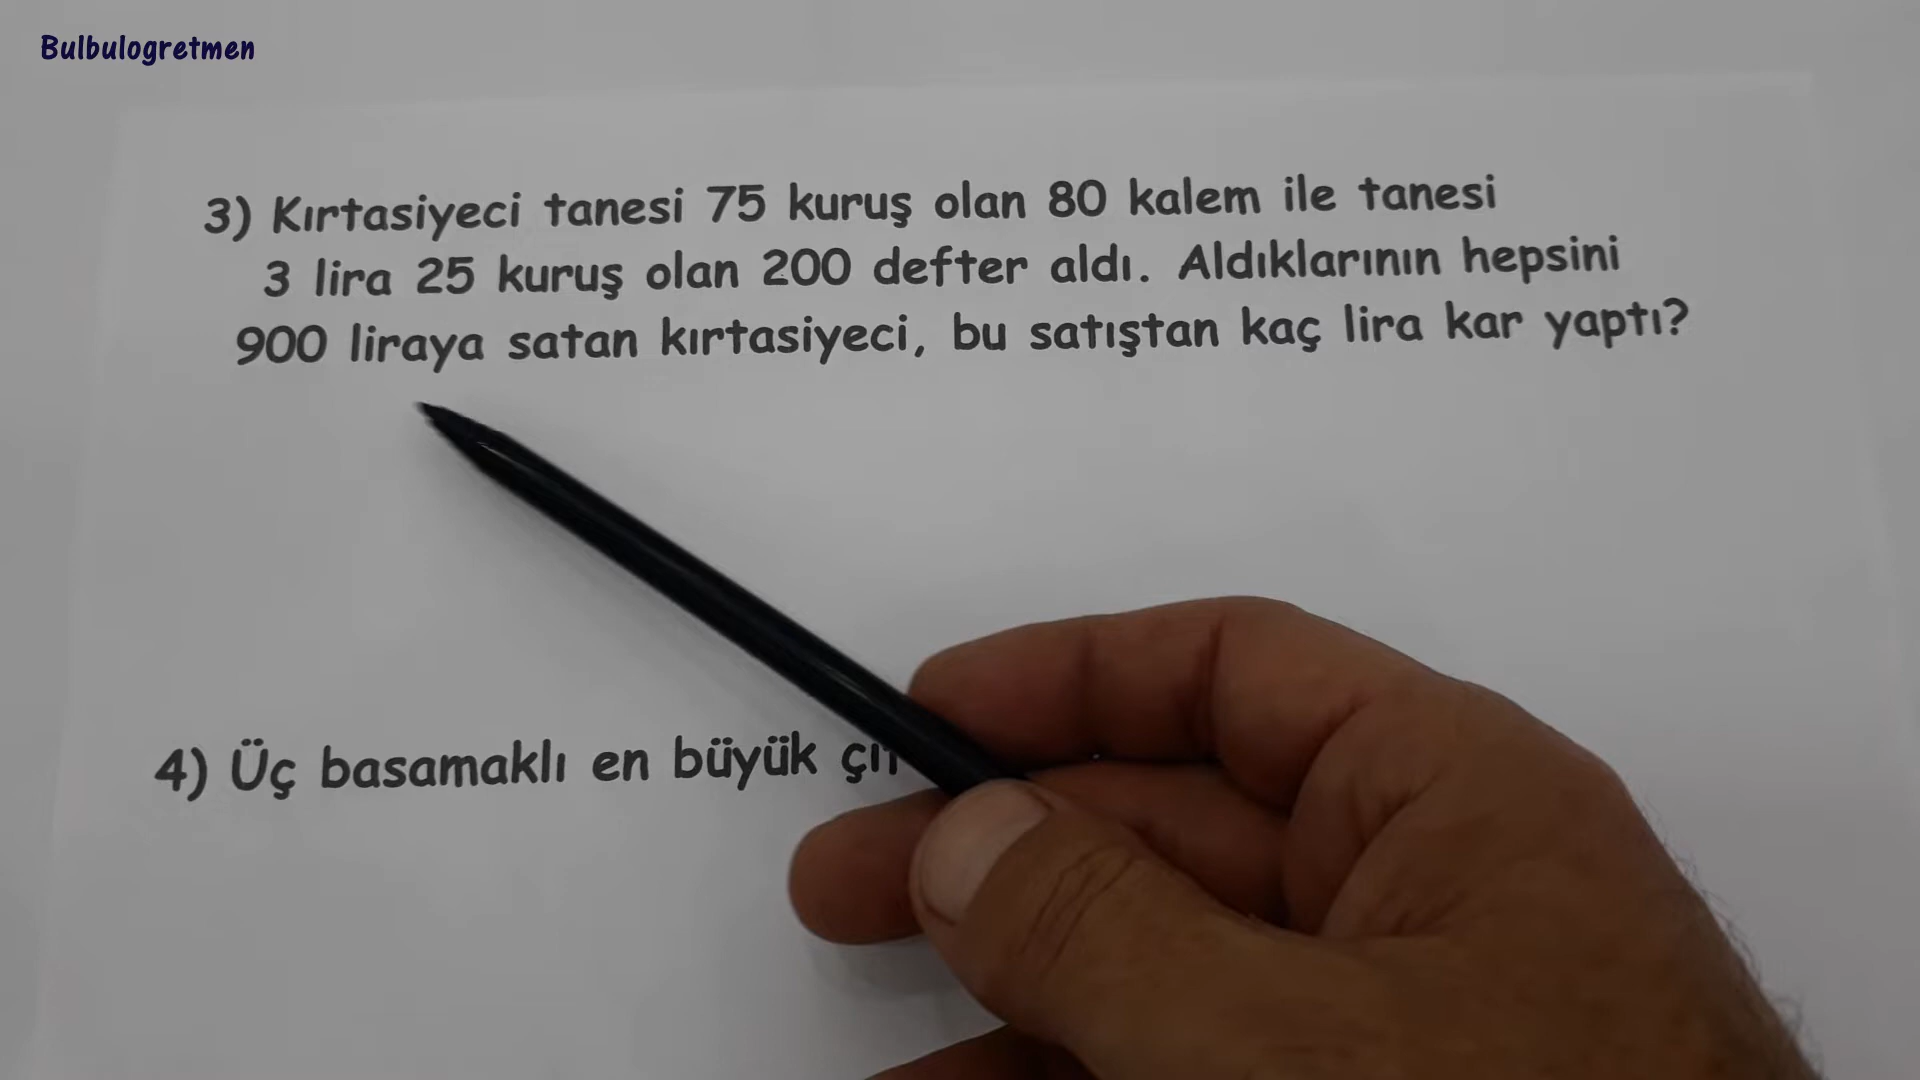 Bulbulogretmen
3) Kırtasiyeci tanesi 75 kuruş olan 80 kalem ile tanesi
3 lira 25 kuruş olan 200 defter aldı. Aldıklarının hepsini
900 liraya satan kırtasiyeci, bu satıştan kaç lira kar yaptı?
4) Üç basamaklı en büyük